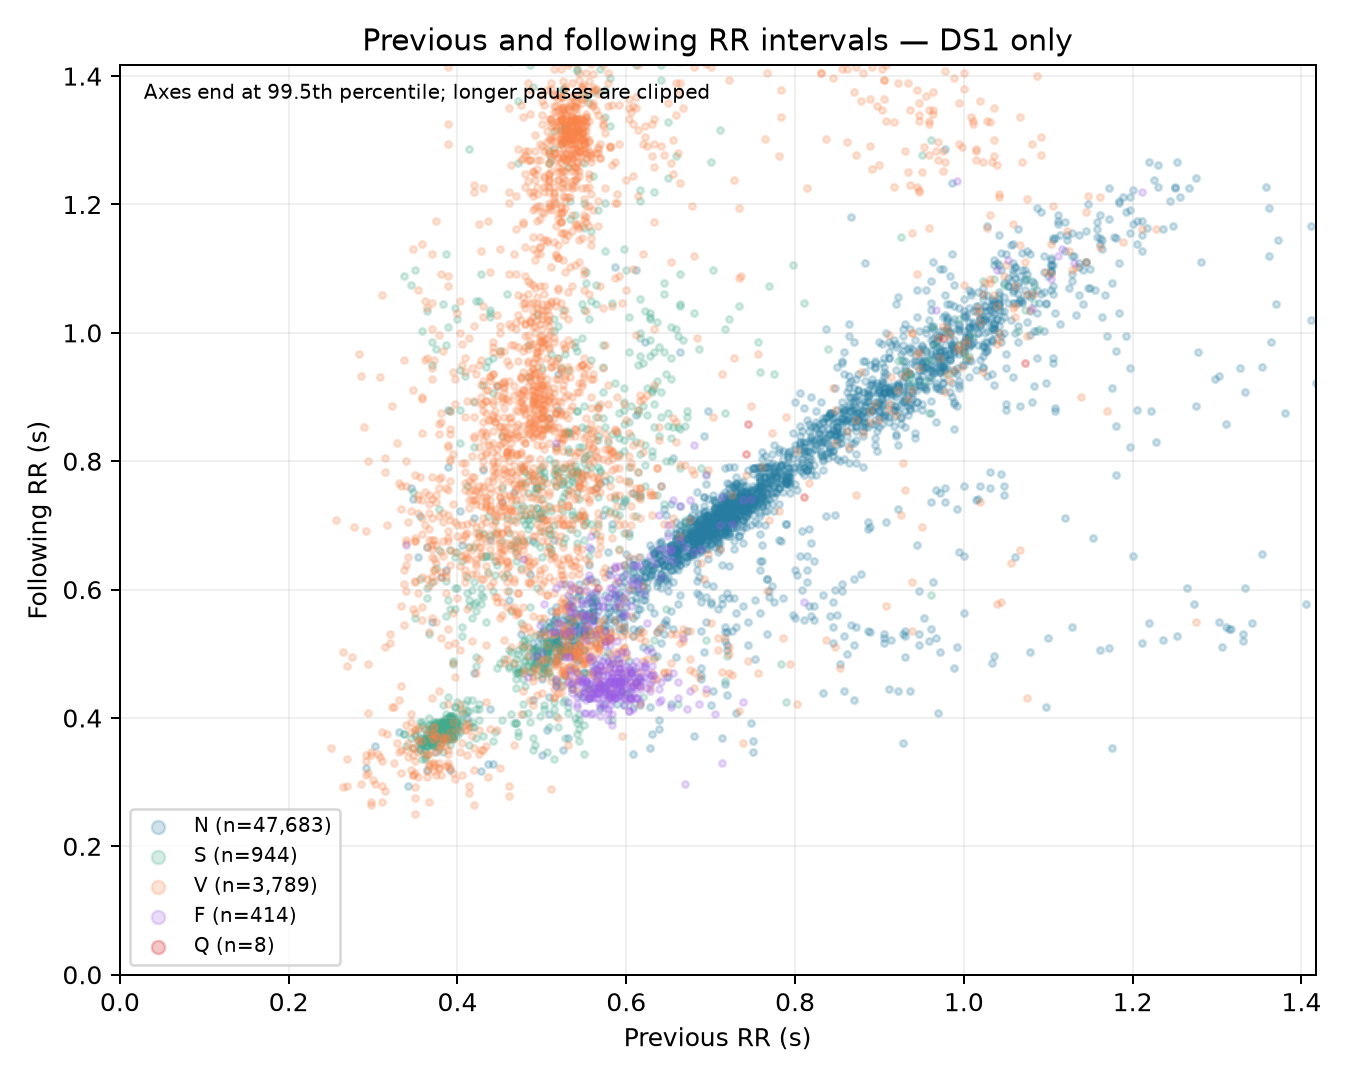 Previous and following RR intervals — DS1 only
Axes end at 99.5th percentile; longer pauses are clipped
Following RR (s)
1.4
1.2
1.0
0.8
0.6
0.4
0.2
0.0
N (n=47,683)
S (n=944)
V (n=3,789)
F (n=414)
Q (n=8)
0.0 0.2 0.4 0.6 0.8 1.0 1.2 1.4
Previous RR (s)